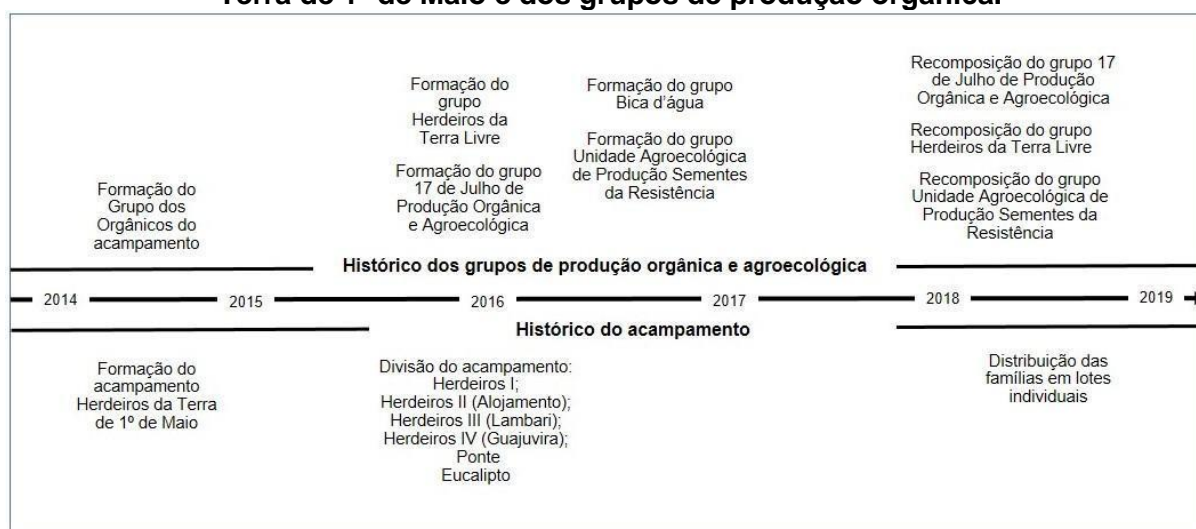 Terra de 1º de Maio e dos grupos de produção orgânica.
Formação do
Grupo dos
Orgânicos do
acampamento
Formação do
grupo
Herdeiros da
Terra Livre
Formação do grupo
17 de Julho de
Produção Orgânica
e Agroecológica
Formação do grupo
Bica d'água
Formação do grupo
Unidade Agroecológica
de Produção Sementes
da Resistência
Recomposição do grupo 17
de Julho de Produção
Orgânica e Agroecológica
Recomposição do grupo
Herdeiros da Terra Livre
Recomposição do grupo
Unidade Agroecológica de
Produção Sementes da
Resistência
Histórico dos grupos de produção orgânica e agroecológica
2014 2015 2016 2017 2018 2019
Histórico do acampamento
Formação do
acampamento
Herdeiros da Terra
de 1º de Maio
Divisão do acampamento:
Herdeiros I;
Herdeiros II (Alojamento);
Herdeiros III (Lambari);
Herdeiros IV (Guajuvira);
Ponte
Eucalipto
Distribuição das
famílias em lotes
individuais